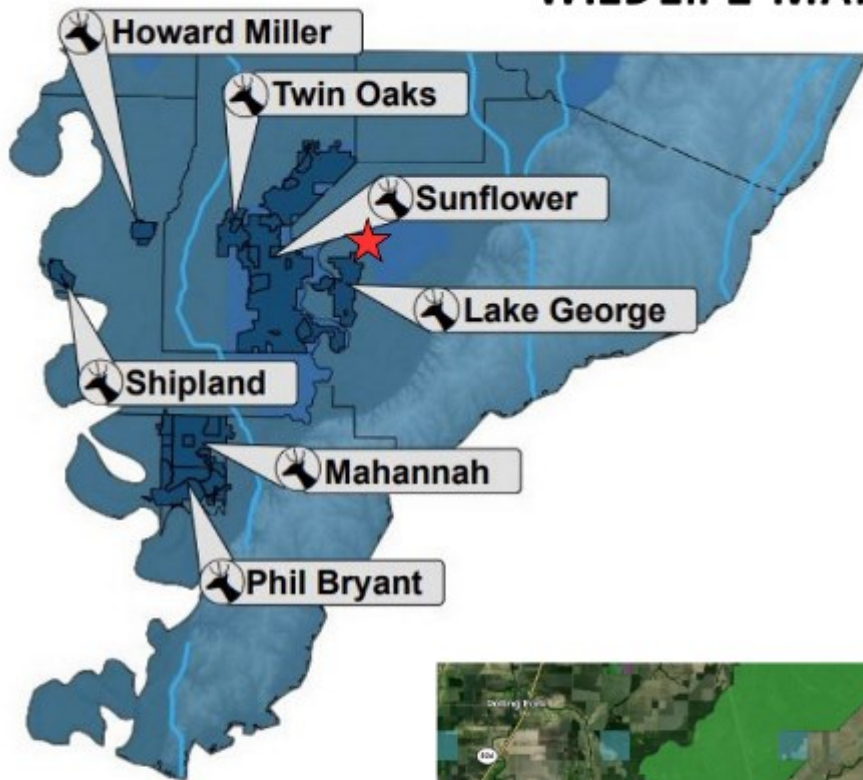 Howard Miller
Twin Oaks
Sunflower
Lake George
Shipland
Mahannah
Phil Bryant